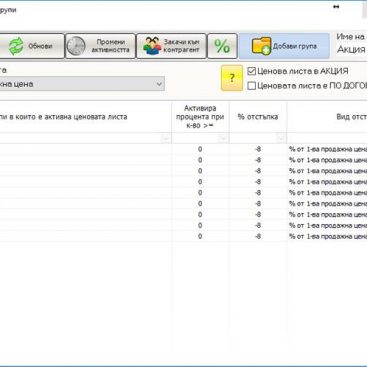 рупи
Обнови
Промени активността
Закачи към контрагент
%
Добави група
Име на
АКЦИЯ
та
жна цена
?
Ценова листа в АКЦИЯ
Ценовата листа е ПО ДОГОВ
пи в които е активна ценовата листа
Активира процента при к-во >=
% отстъпка
Вид отст
0 -8 % от 1-ва продажна цена
0 -8 % от 1-ва продажна цена
0 -8 % от 1-ва продажна цена
0 -8 % от 1-ва продажна цена
0 -8 % от 1-ва продажна цена
0 -8 % от 1-ва продажна цена
0 -8 % от 1-ва продажна цена
0 -8 % от 1-ва продажна цена
0 -8 % от 1-ва продажна цена